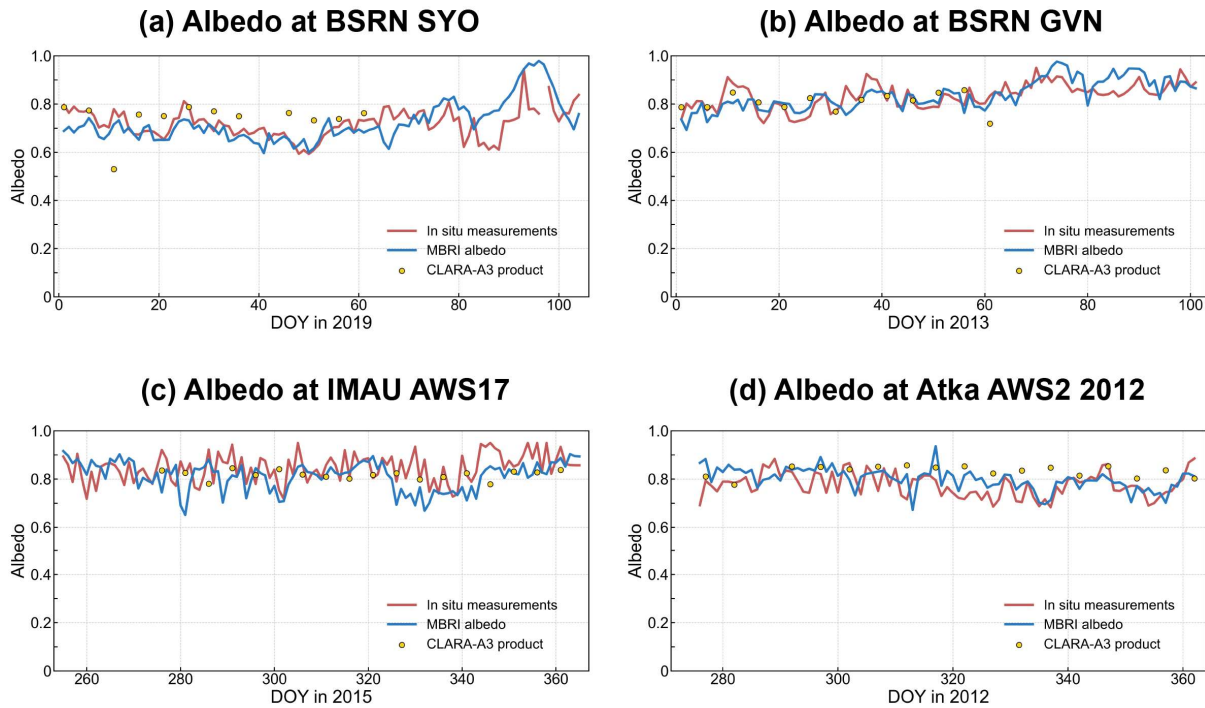 (a) Albedo at BSRN SYO
1.0
0.8
0.6
0.4
0.2
0
Albedo
In situ measurements
MBRI albedo
CLARA-A3 product
0 20 40 60 80 100
DOY in 2019
(b) Albedo at BSRN GVN
1.0
0.8
0.6
0.4
0.2
0
Albedo
In situ measurements
MBRI albedo
CLARA-A3 product
0 20 40 60 80 100
DOY in 2013
(c) Albedo at IMAU AWS17
1.0
0.8
0.6
0.4
0.2
0
Albedo
In situ measurements
MBRI albedo
CLARA-A3 product
260 280 300 320 340 360
DOY in 2015
(d) Albedo at Atka AWS2 2012
1.0
0.8
0.6
0.4
0.2
0
Albedo
In situ measurements
MBRI albedo
CLARA-A3 product
280 300 320 340 360
DOY in 2012